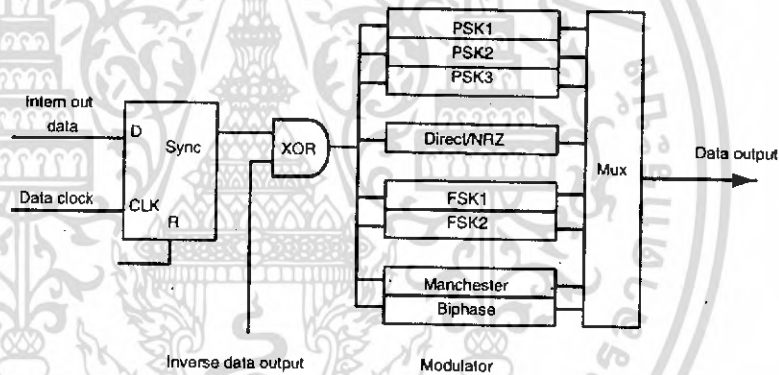 PSK1
PSK2
PSK3
Intern out
data
D
Sync
XOR
Direct/NRZ
Mux
Data output
Data clock
CLK
R
FSK1
FSK2
Manchester
Biphase
Inverse data output
Modulator